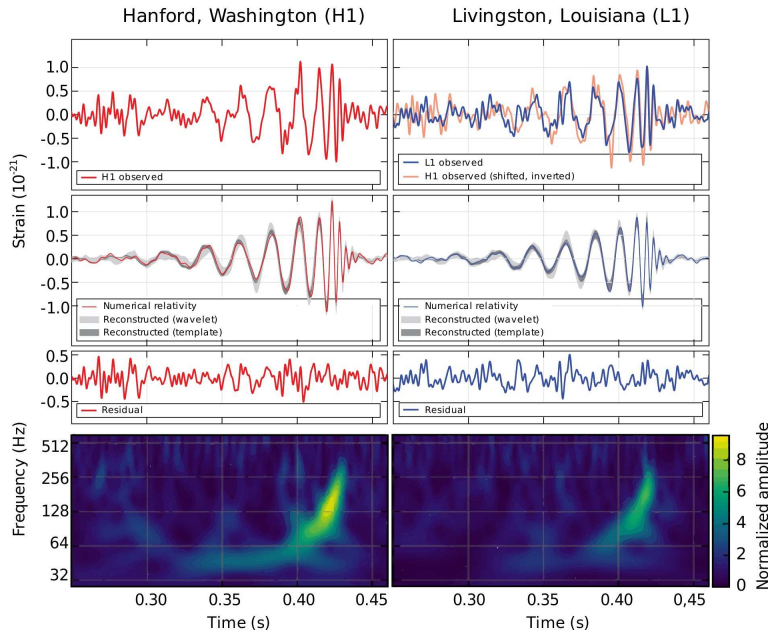 Hanford, Washington (H1)
Livingston, Louisiana (L1)
Strain (10-21)
1.0
0.5
0.0
-0.5
-1.0
H1 observed
L1 observed
H1 observed (shifted, inverted)
1.0
0.5
0.0
-0.5
-1.0
Numerical relativity
Reconstructed (wavelet)
Reconstructed (template)
Numerical relativity
Reconstructed (wavelet)
Reconstructed (template)
0.5
0.0
-0.5
Residual
Residual
Frequency (Hz)
512
256
128
64
32
0.30
0.35
0.40
0.45
Time (s)
0.30
0.35
0.40
0,45
Time (s)
8
6
4
2
0
Normalized amplitude